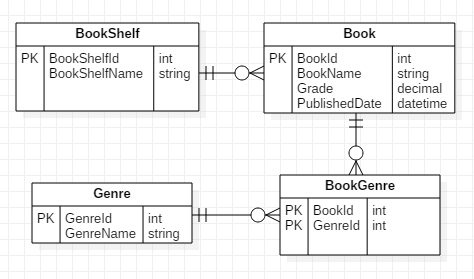 BookShelf
PK BookShelfId int
BookShelfName string
Book
PK BookId int
BookName string
Grade decimal
PublishedDate datetime
Genre
PK GenreId int
GenreName string
BookGenre
PK BookId int
PK GenreId int